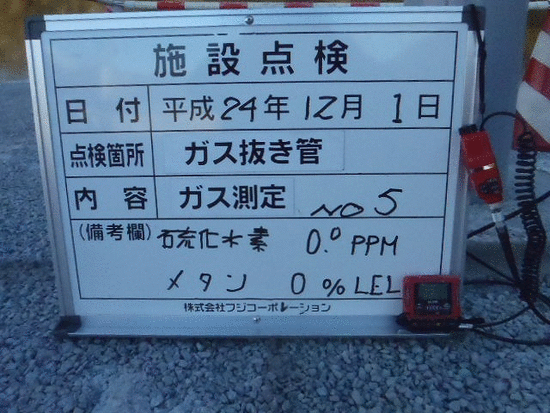 施設点検
日付 平成24年12月1日
点検箇所 ガス抜き管
内容 ガス測定 NO5
(備考欄) 硫化水素 0.0 PPM
メタン 0 %LEL
株式会社フジコーポレーション